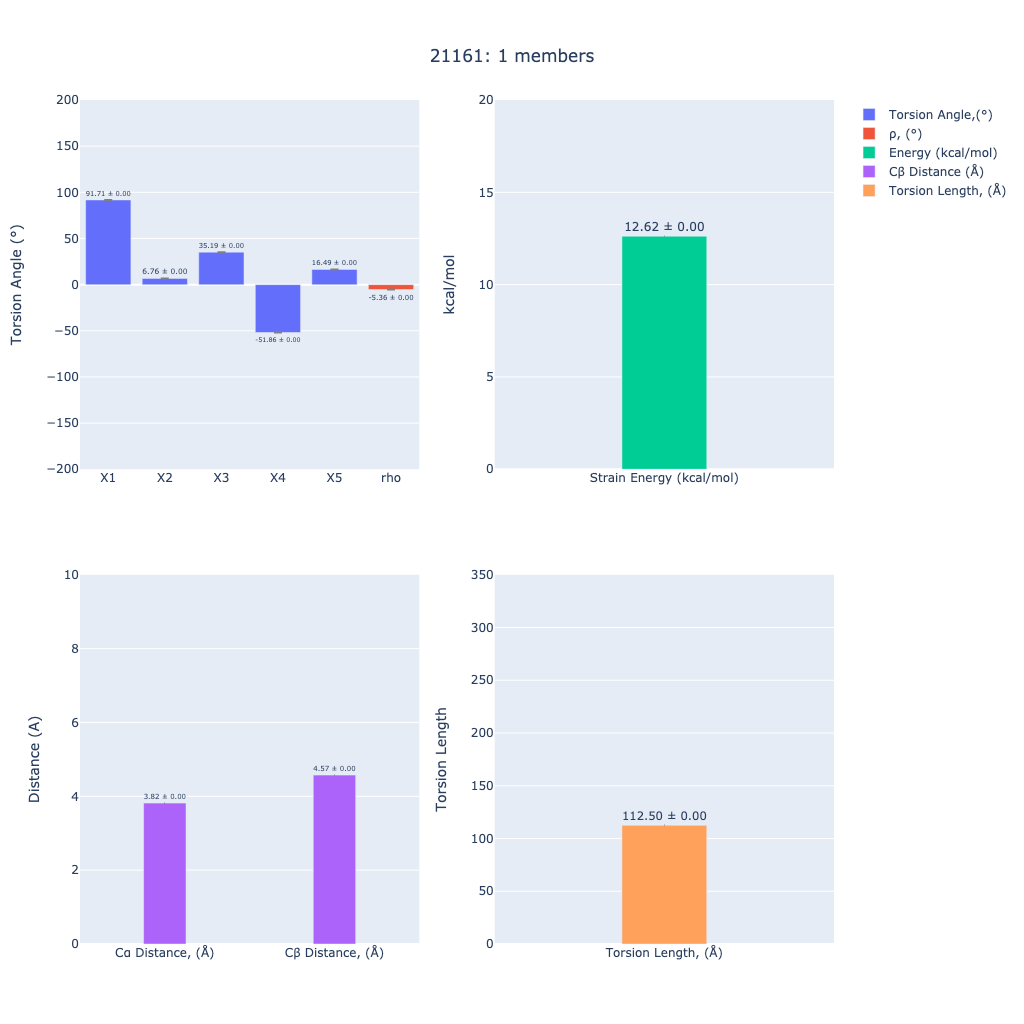 21161: 1 members
Torsion Angle (°)
200
150
100
50
0
−50
−100
−150
−200
91.71 ± 0.00
6.76 ± 0.00
35.19 ± 0.00
-51.86 ± 0.00
16.49 ± 0.00
-5.36 ± 0.00
X1 X2 X3 X4 X5 rho
kcal/mol
20
15
10
5
0
12.62 ± 0.00
Strain Energy (kcal/mol)
Torsion Angle,(°)
ρ, (°)
Energy (kcal/mol)
Cβ Distance (Å)
Torsion Length, (Å)
Distance (A)
10
8
6
4
2
0
3.82 ± 0.00
4.57 ± 0.00
Cα Distance, (Å) Cβ Distance, (Å)
Torsion Length
350
300
250
200
150
100
50
0
112.50 ± 0.00
Torsion Length, (Å)